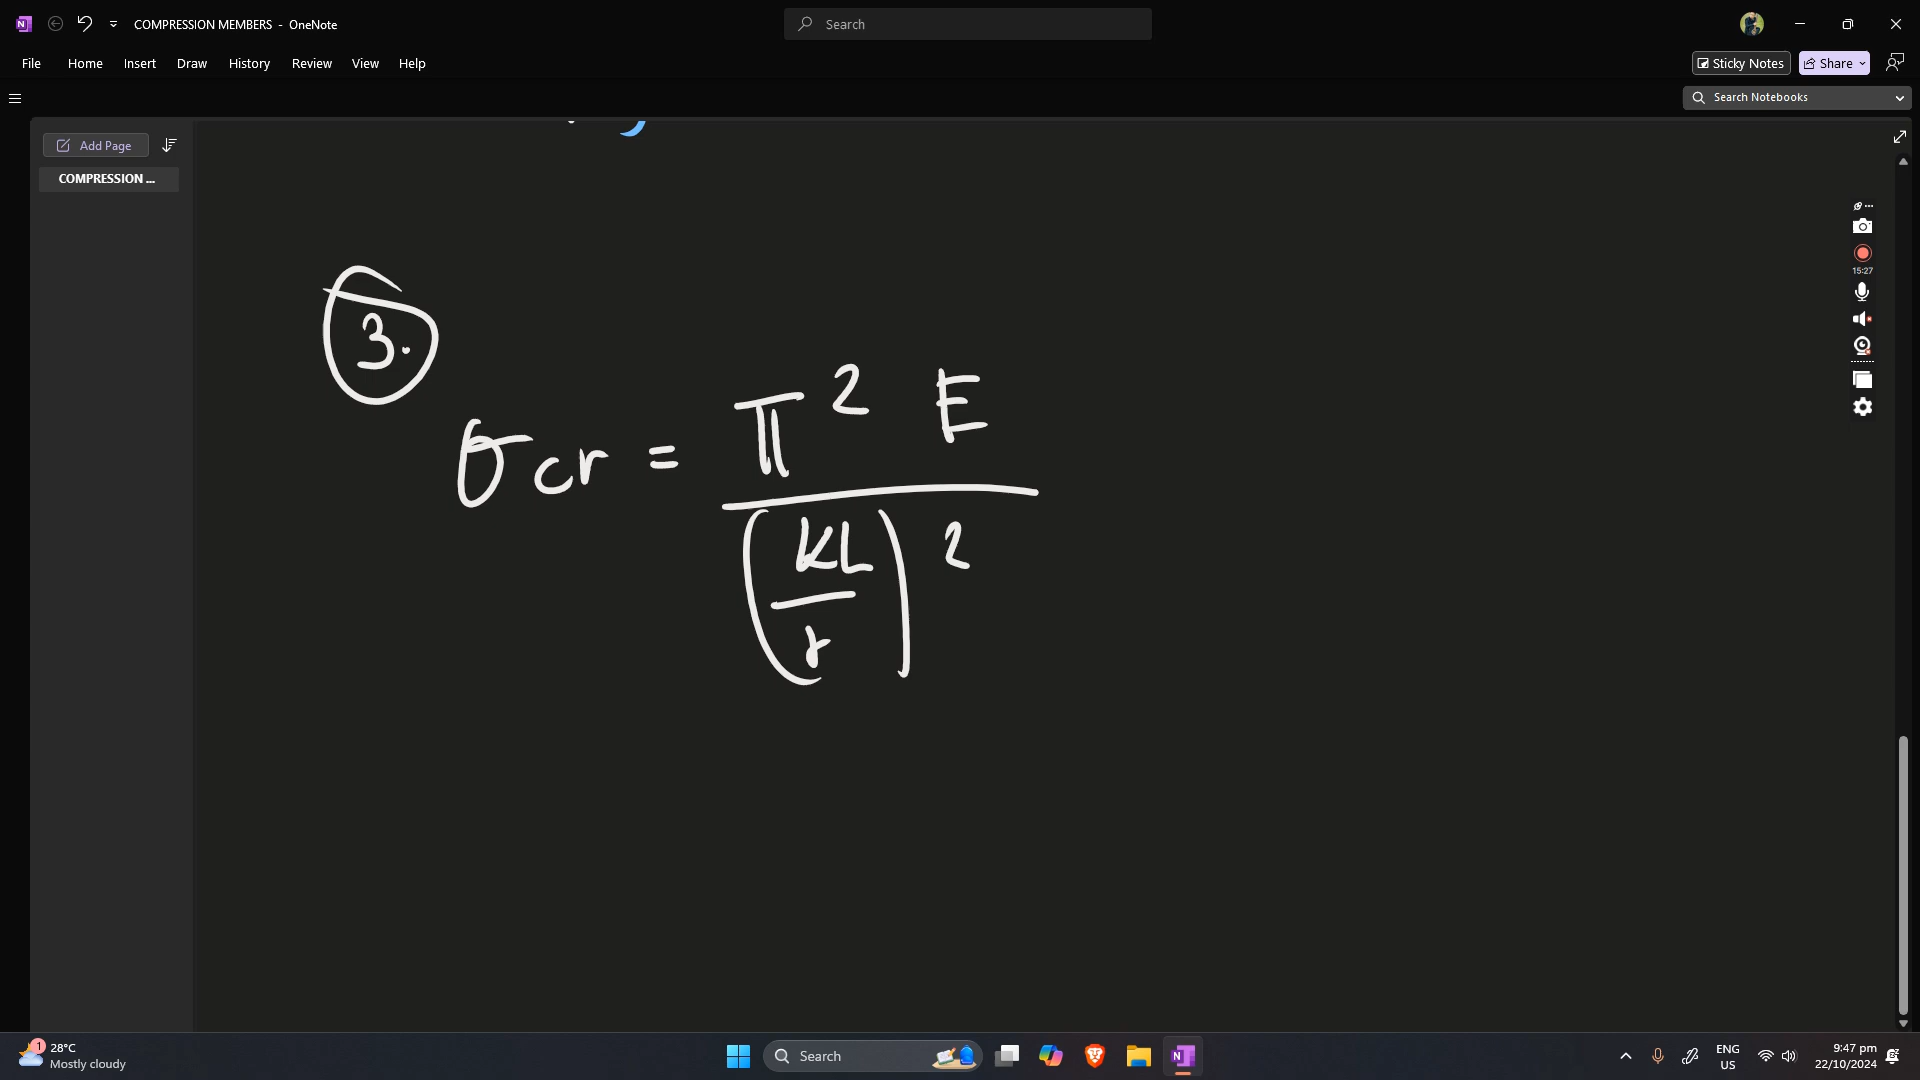 COMPRESSION MEMBERS - OneNote
Search
File Home Insert Draw History Review View Help
Sticky Notes
Share
Search Notebooks
Add Page
COMPRESSION ...
15:27
3.
σcr = π² E
(KL
r)²
1
28°C
Mostly cloudy
Search
ENG
US
9:47 pm
22/10/2024